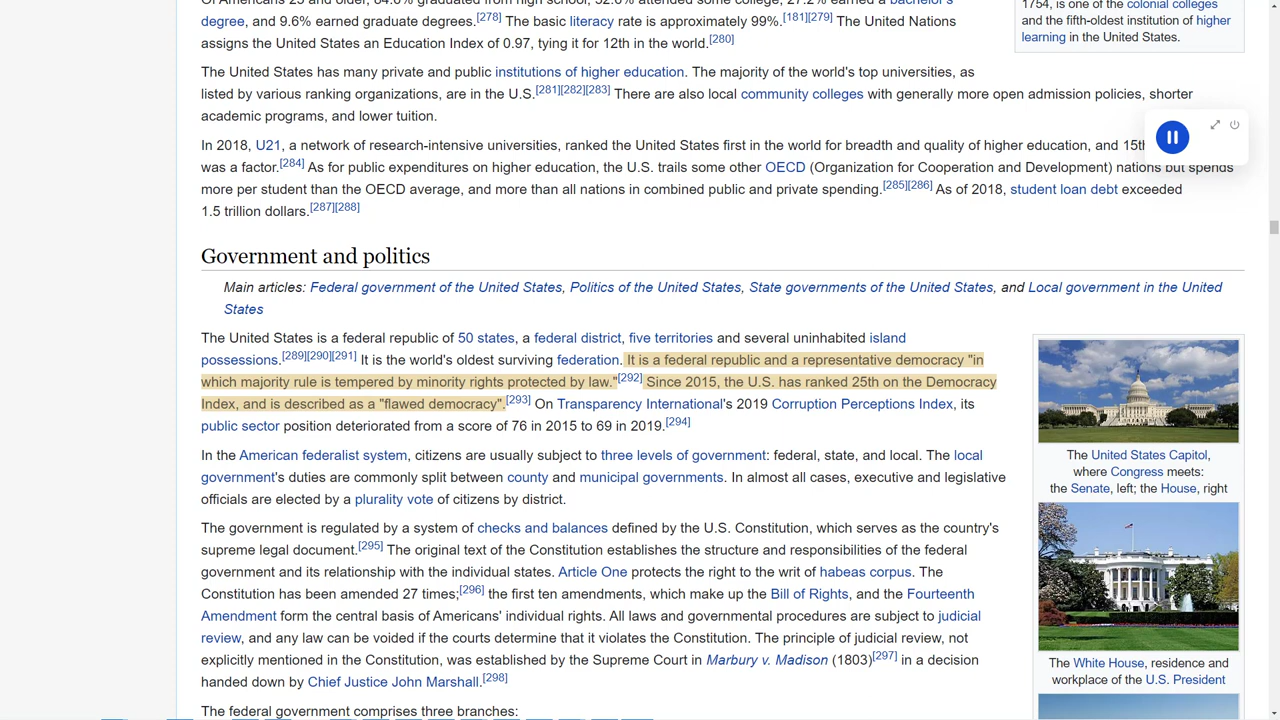 Of Americans 25 and older, 84.6% graduated from high school, 52.6% attended some college, 27.2% earned a bachelor's
degree, and 9.6% earned graduate degrees.[278] The basic literacy rate is approximately 99%.[181][279] The United Nations
assigns the United States an Education Index of 0.97, tying it for 12th in the world.[280]
1754, is one of the colonial colleges
and the fifth-oldest institution of higher
learning in the United States.
The United States has many private and public institutions of higher education. The majority of the world's top universities, as
listed by various ranking organizations, are in the U.S.[281][282][283] There are also local community colleges with generally more open admission policies, shorter
academic programs, and lower tuition.
In 2018, U21, a network of research-intensive universities, ranked the United States first in the world for breadth and quality of higher education, and 15th
was a factor.[284] As for public expenditures on higher education, the U.S. trails some other OECD (Organization for Cooperation and Development) nations but spends
more per student than the OECD average, and more than all nations in combined public and private spending.[285][286] As of 2018, student loan debt exceeded
1.5 trillion dollars.[287][288]
Government and politics
Main articles: Federal government of the United States, Politics of the United States, State governments of the United States, and Local government in the United
States
The United States is a federal republic of 50 states, a federal district, five territories and several uninhabited island
possessions.[289][290][291] It is the world's oldest surviving federation. It is a federal republic and a representative democracy "in
which majority rule is tempered by minority rights protected by law."[292] Since 2015, the U.S. has ranked 25th on the Democracy
Index, and is described as a "flawed democracy".[293] On Transparency International's 2019 Corruption Perceptions Index, its
public sector position deteriorated from a score of 76 in 2015 to 69 in 2019.[294]
In the American federalist system, citizens are usually subject to three levels of government: federal, state, and local. The local
government's duties are commonly split between county and municipal governments. In almost all cases, executive and legislative
officials are elected by a plurality vote of citizens by district.
The government is regulated by a system of checks and balances defined by the U.S. Constitution, which serves as the country's
supreme legal document.[295] The original text of the Constitution establishes the structure and responsibilities of the federal
government and its relationship with the individual states. Article One protects the right to the writ of habeas corpus. The
Constitution has been amended 27 times;[296] the first ten amendments, which make up the Bill of Rights, and the Fourteenth
Amendment form the central basis of Americans' individual rights. All laws and governmental procedures are subject to judicial
review, and any law can be voided if the courts determine that it violates the Constitution. The principle of judicial review, not
explicitly mentioned in the Constitution, was established by the Supreme Court in Marbury v. Madison (1803)[297] in a decision
handed down by Chief Justice John Marshall.[298]
The federal government comprises three branches:
The United States Capitol,
where Congress meets:
the Senate, left; the House, right
The White House, residence and
workplace of the U.S. President